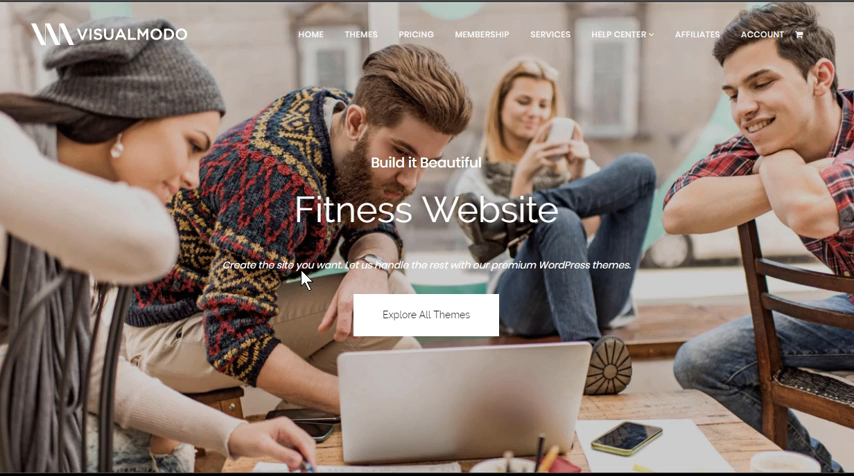 VISUALMODO
HOME THEMES PRICING MEMBERSHIP SERVICES HELP CENTER AFFILIATES ACCOUNT
Build it Beautiful
Fitness Website
Create the site you want. Let us handle the rest with our premium WordPress themes.
Explore All Themes